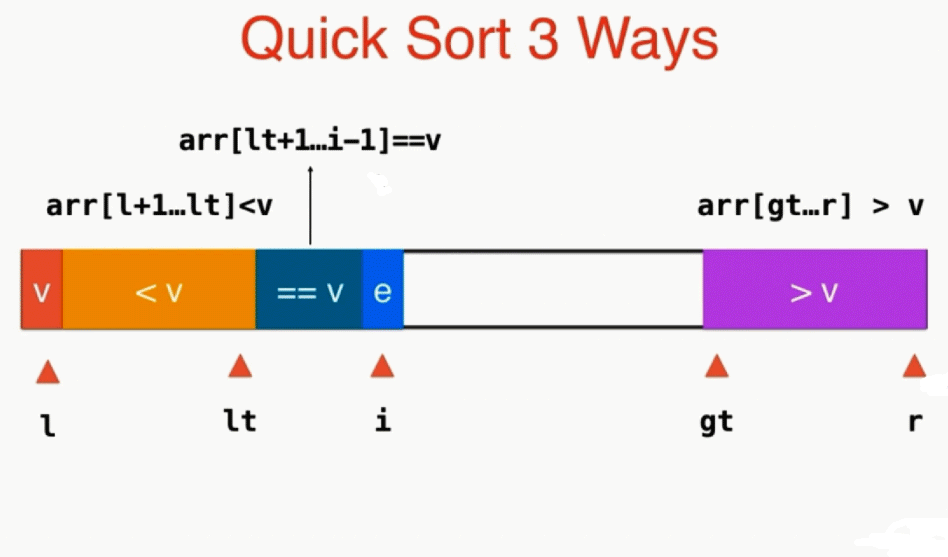 Quick Sort 3 Ways
arr[lt+1…i-1]==v
arr[l+1…lt]<v
arr[gt…r] > v
v
< v
== v
e
> v
l
lt
i
gt
r